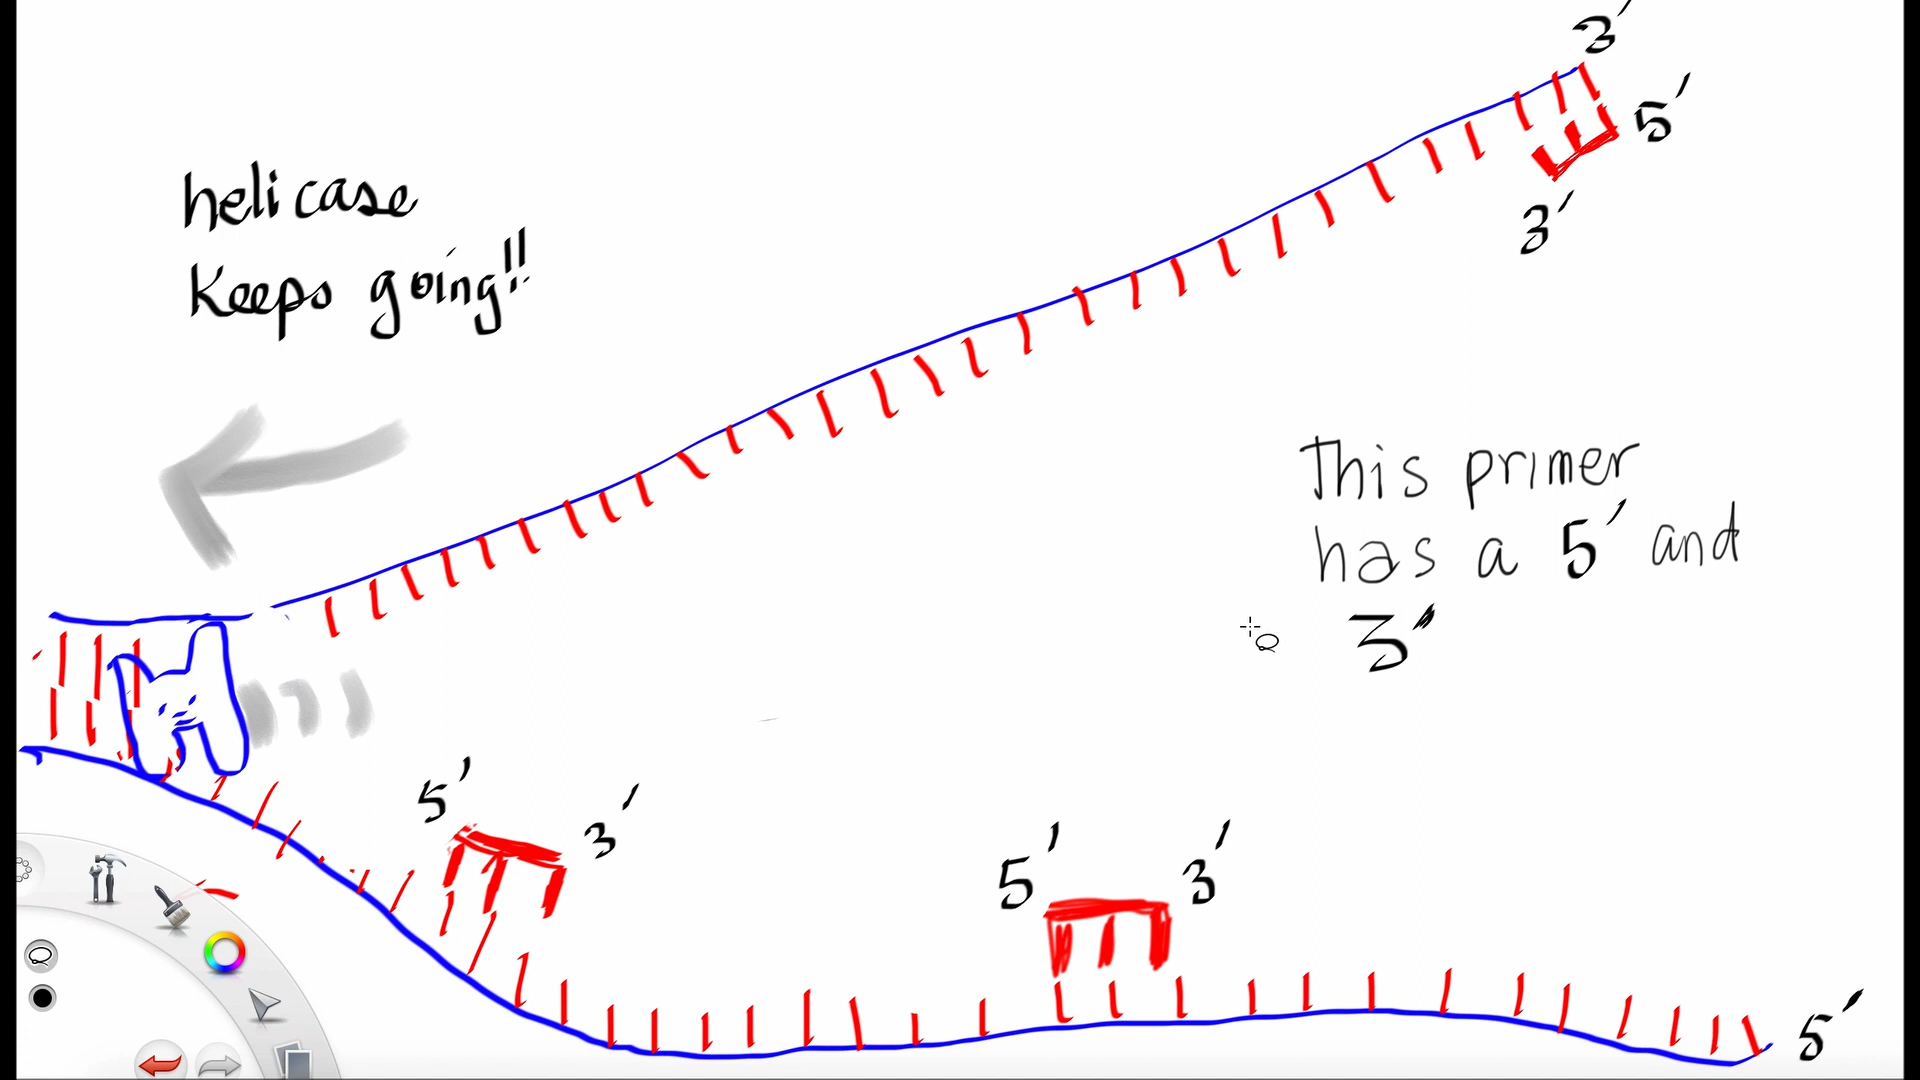 3′
5′
3′
helicase
Keeps going!!
This primer
has a 5′ and
3′
5′ 3′
5′ 3′
5′